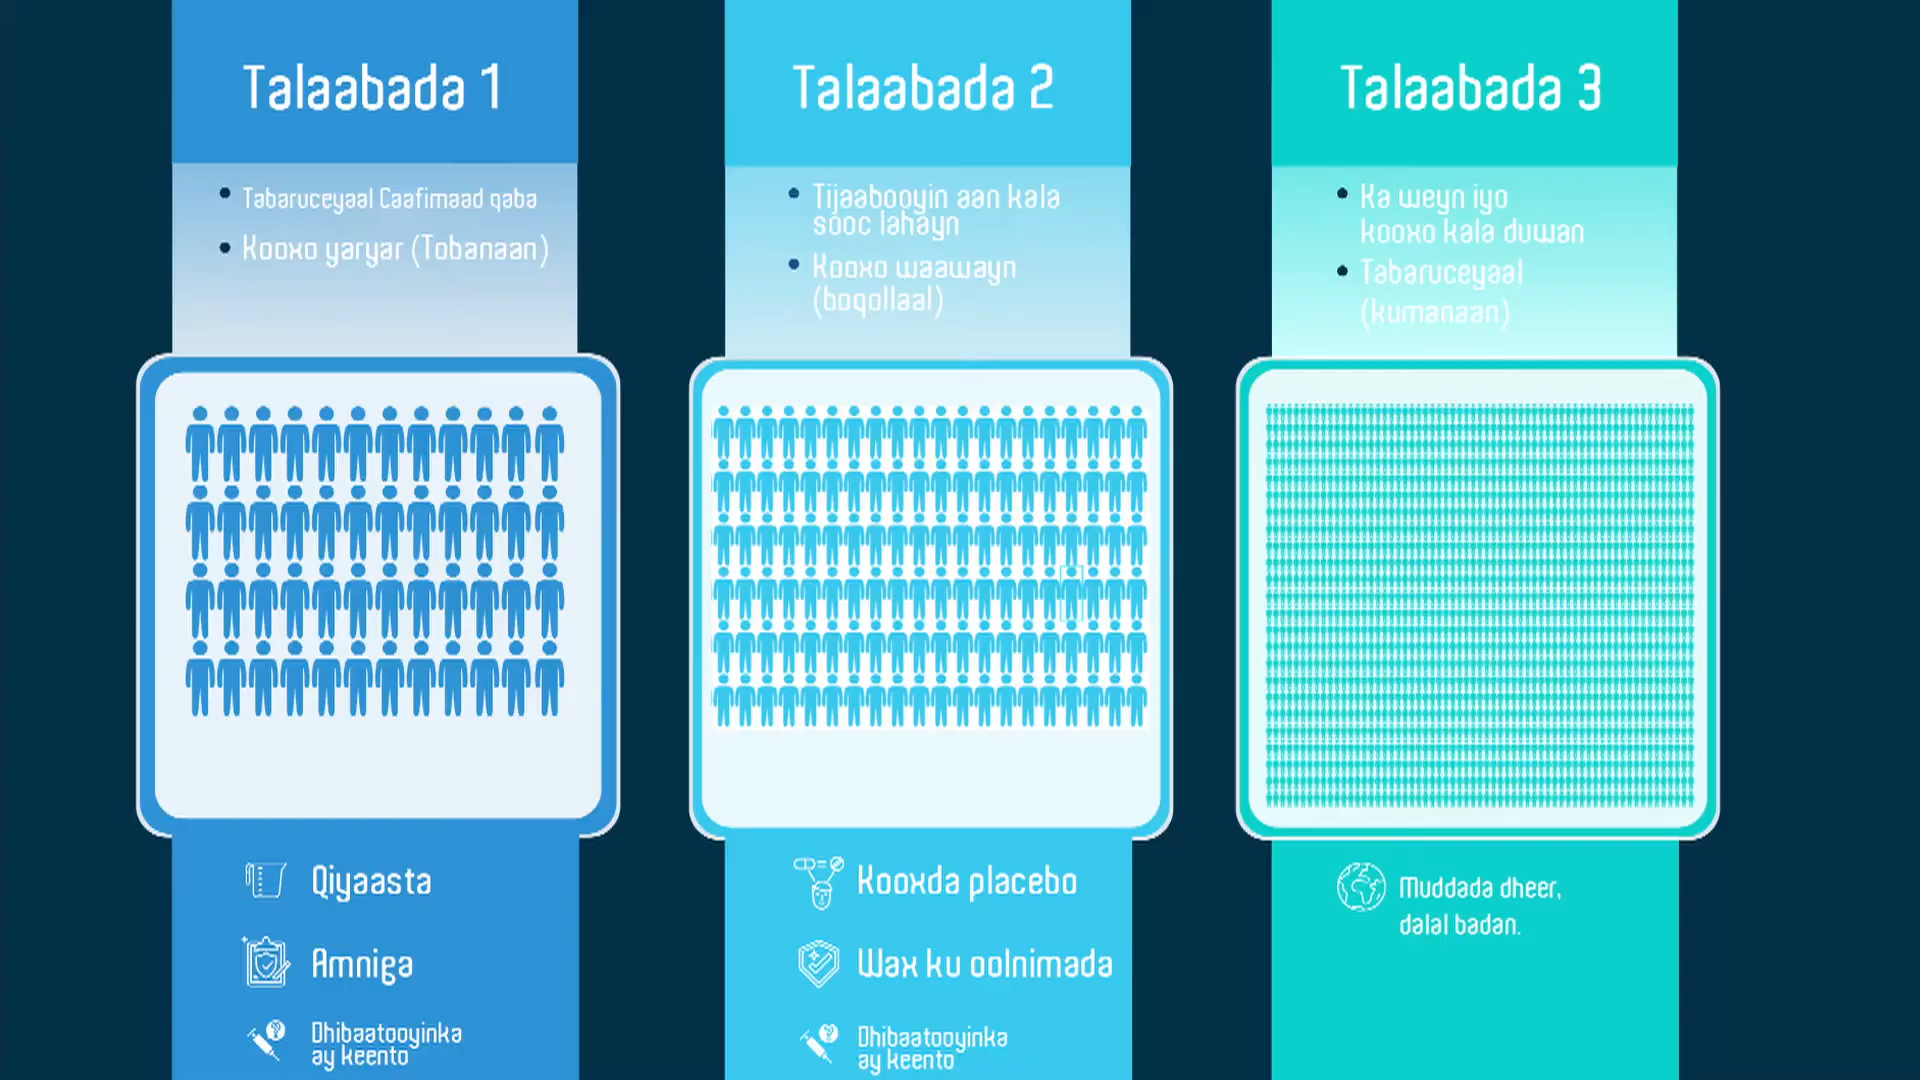 Talaabada 1
Tabaruceyaal Caafimaad qaba
Kooxo yaryar (Tobanaan)
Qiyaasta
Amniga
Dhibaatooyinka
ay keento
Talaabada 2
Tijaabooyin aan kala
sooc lahayn
Kooxo waawayn
(boqollaal)
Kooxda placebo
Wax ku oolnimada
Dhibaatooyinka
ay keento
Talaabada 3
Ka weyn iyo
kooxo kala duwan
Tabaruceyaal
(kumanaan)
Muddada dheer,
dalal badan.